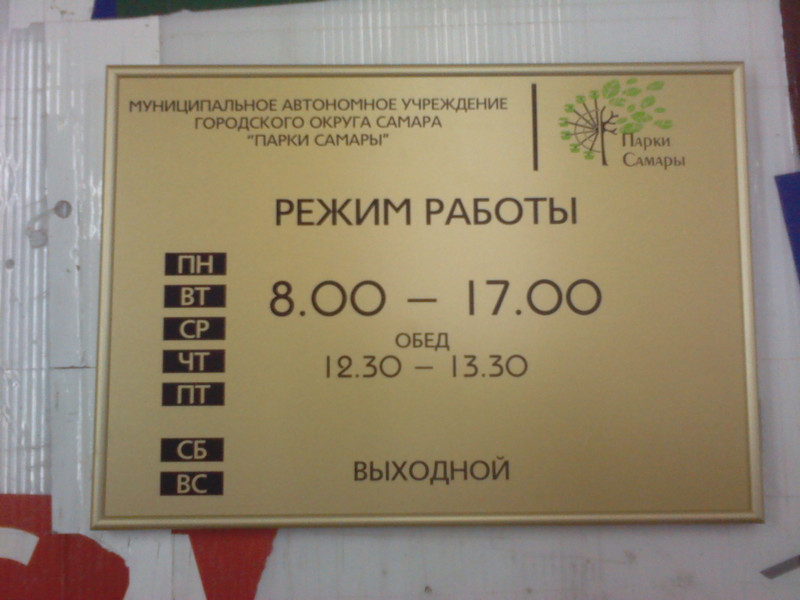 МУНИЦИПАЛЬНОЕ АВТОНОМНОЕ УЧРЕЖДЕНИЕ
ГОРОДСКОГО ОКРУГА САМАРА
"ПАРКИ САМАРЫ"
Парки
Самары
РЕЖИМ РАБОТЫ
ПН
ВТ
СР
ЧТ
ПТ
8.00 – 17.00
ОБЕД
12.30 – 13.30
СБ
ВС
ВЫХОДНОЙ